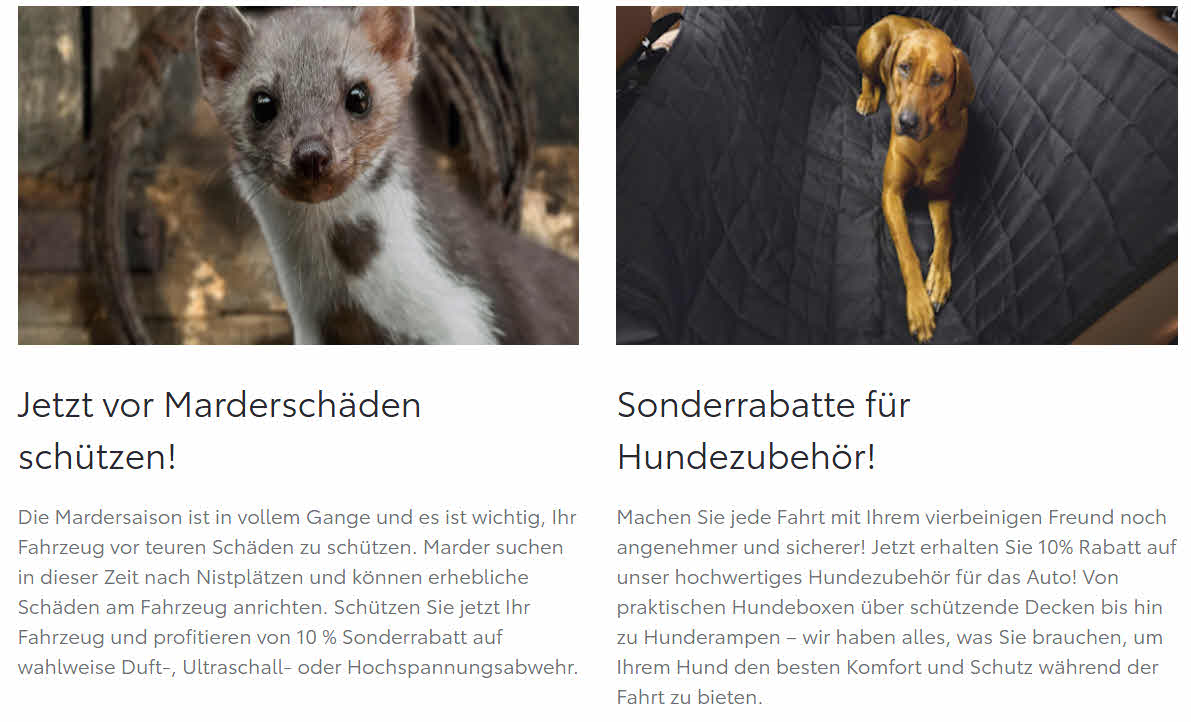 Jetzt vor Marderschäden
schützen!
Die Mardersaison ist in vollem Gange und es ist wichtig, Ihr
Fahrzeug vor teuren Schäden zu schützen. Marder suchen
in dieser Zeit nach Nistplätzen und können erhebliche
Schäden am Fahrzeug anrichten. Schützen Sie jetzt Ihr
Fahrzeug und profitieren von 10 % Sonderrabatt auf
wahlweise Duft-, Ultraschall- oder Hochspannungsabwehr.
Sonderrabatte für
Hundezubehör!
Machen Sie jede Fahrt mit Ihrem vierbeinigen Freund noch
angenehmer und sicherer! Jetzt erhalten Sie 10% Rabatt auf
unser hochwertiges Hundezubehör für das Auto! Von
praktischen Hundeboxen über schützende Decken bis hin
zu Hunderampen – wir haben alles, was Sie brauchen, um
Ihrem Hund den besten Komfort und Schutz während der
Fahrt zu bieten.